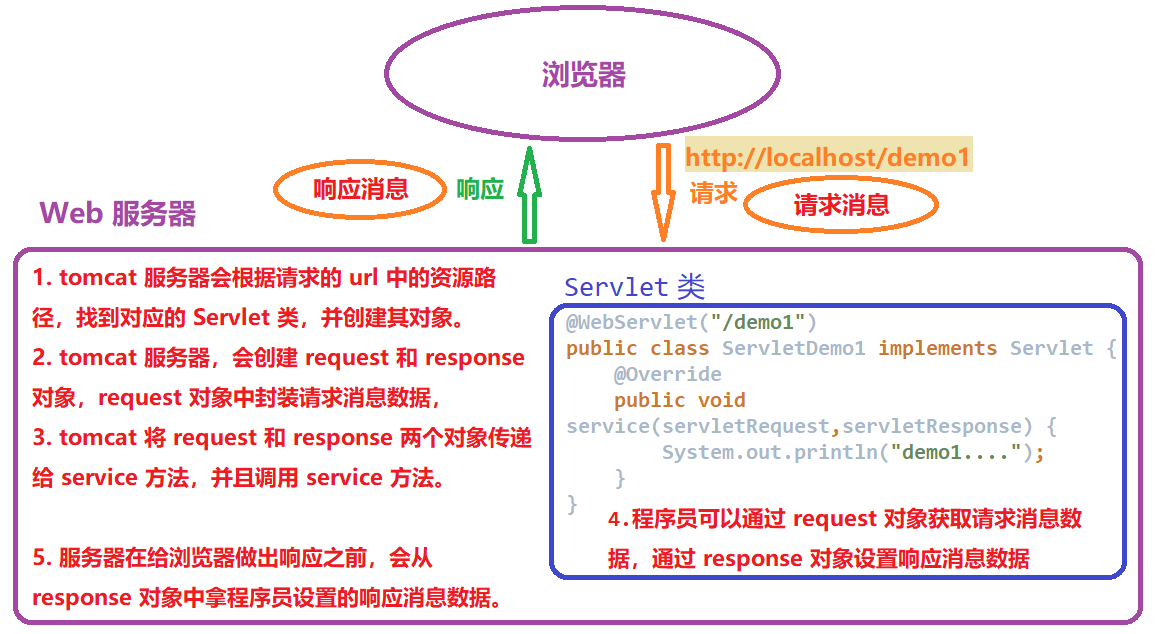 浏览器
http://localhost/demo1
响应消息
响应
请求
请求消息
Web 服务器
1. tomcat 服务器会根据请求的 url 中的资源路
径，找到对应的 Servlet 类，并创建其对象。
2. tomcat 服务器，会创建 request 和 response
对象，request 对象中封装请求消息数据，
3. tomcat 将 request 和 response 两个对象传递
给 service 方法，并且调用 service 方法。
5. 服务器在给浏览器做出响应之前，会从
response 对象中拿程序员设置的响应消息数据。
Servlet 类
@WebServlet("/demo1")
public class ServletDemo1 implements Servlet {
@Override
public void
service(servletRequest,servletResponse) {
System.out.println("demo1....");
}
}
4.程序员可以通过 request 对象获取请求消息数
据，通过 response 对象设置响应消息数据